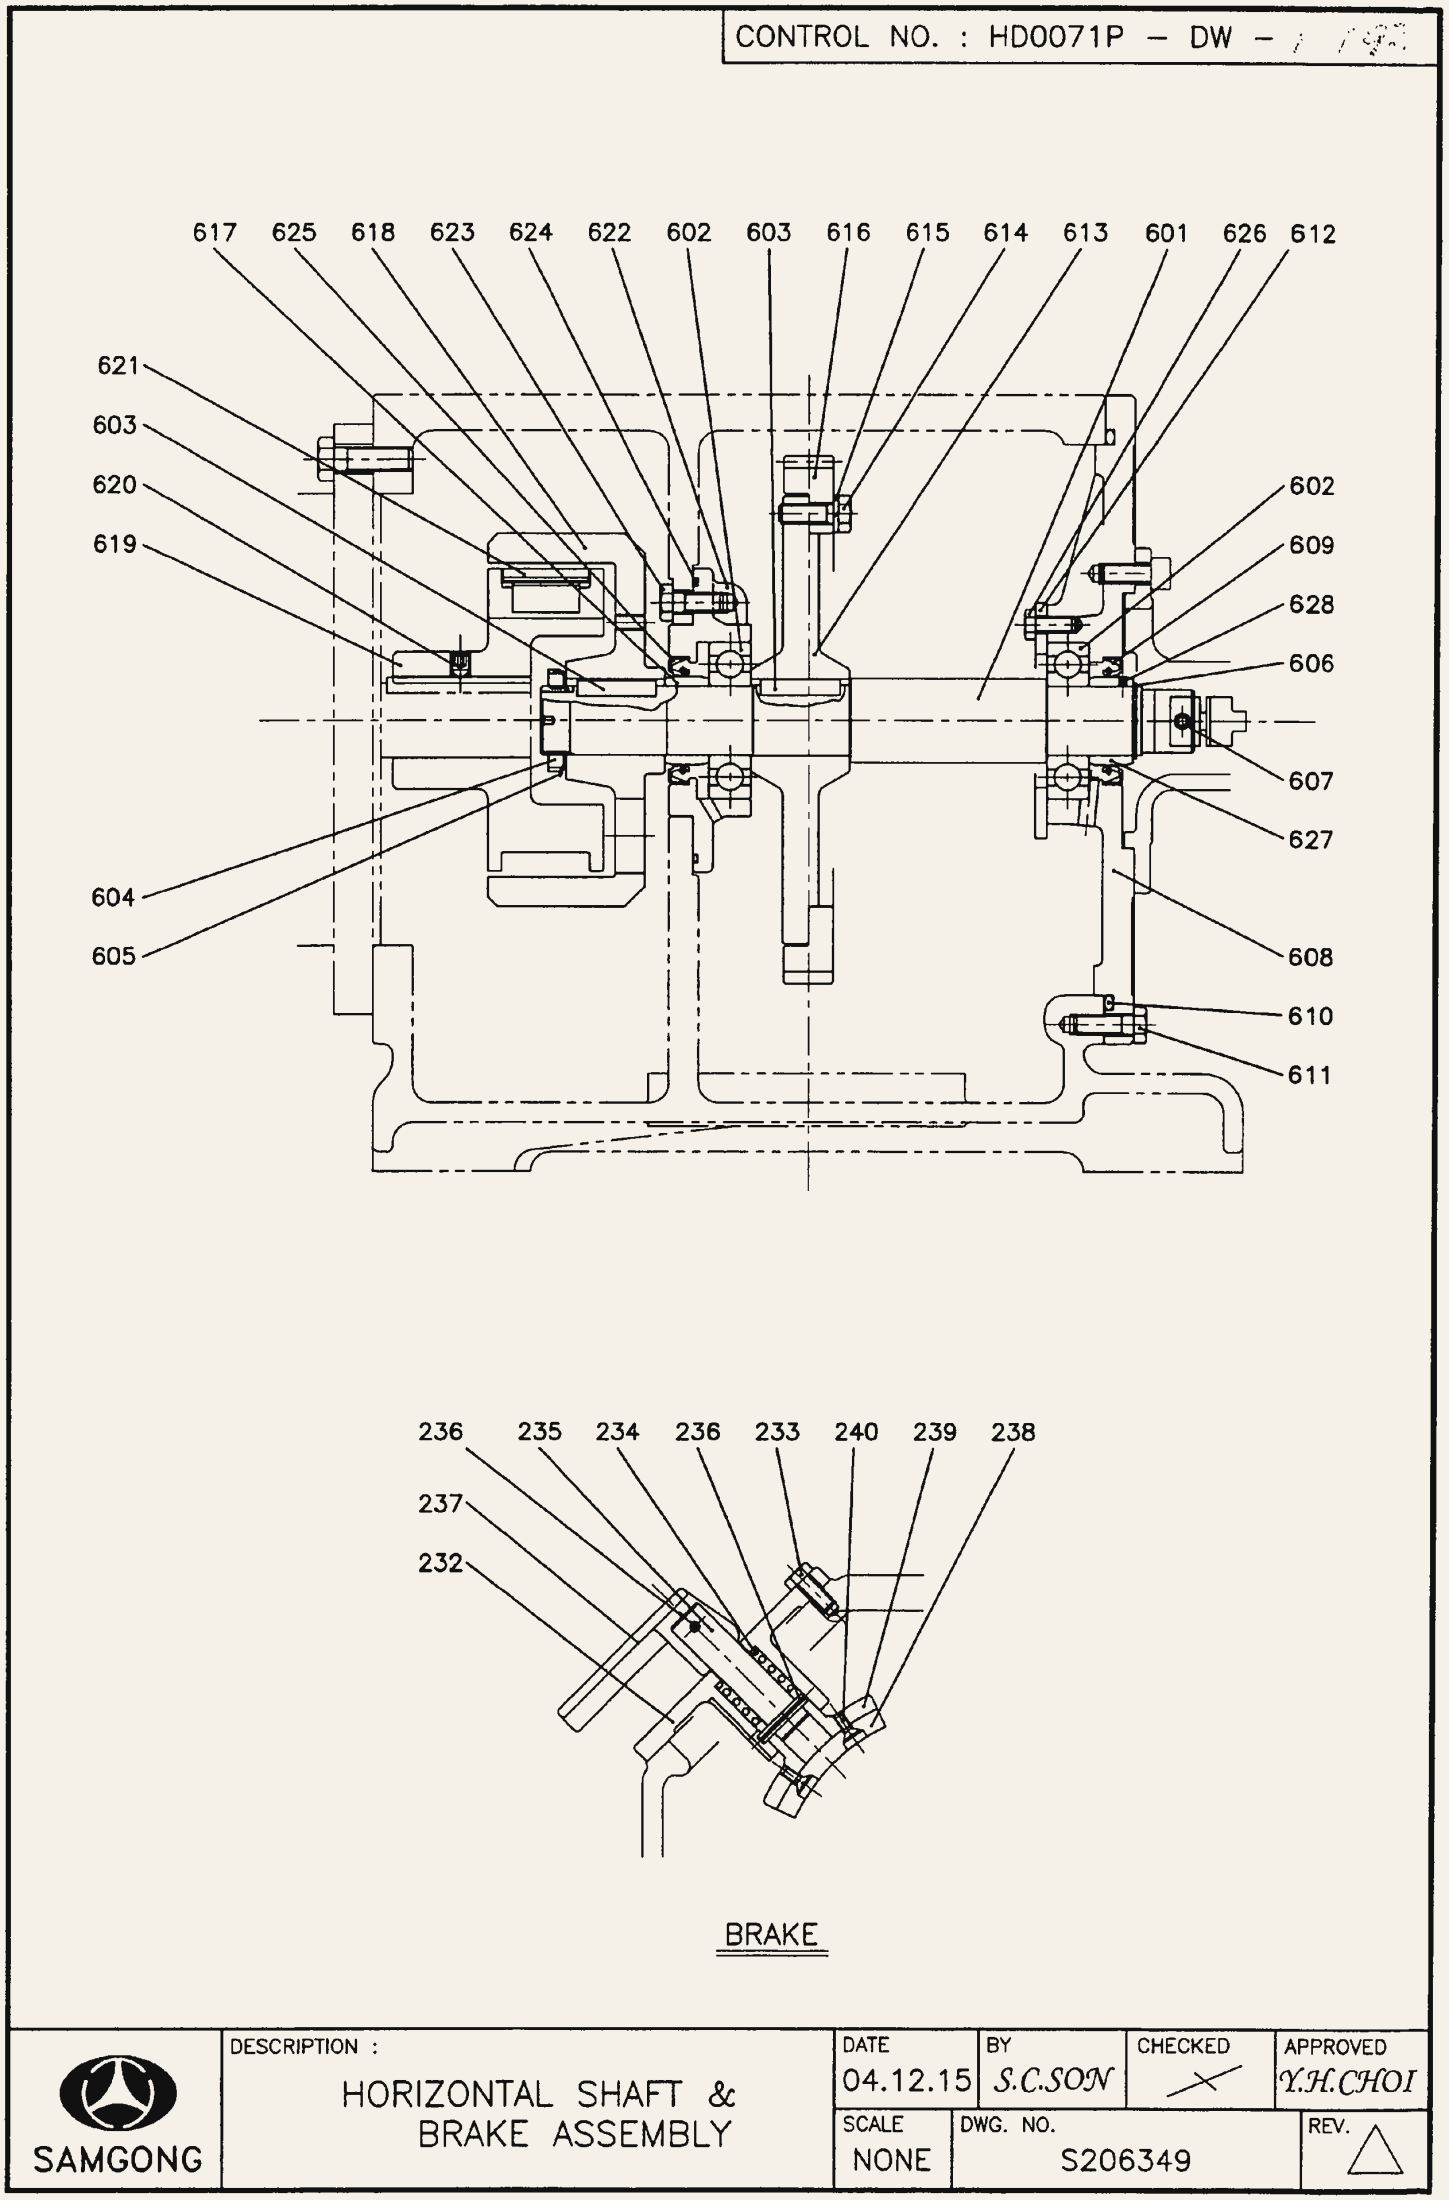 CONTROL NO. : HD0071P - DW -
617 625 618 623 624 622 602 603 616 615 614 613 601 626 612
621
603
620
619
602
609
628
606
607
627
604
605
608
610
611
236 235 234 236 233 240 239 238
237
232
BRAKE
SAMGONG
DESCRIPTION :
HORIZONTAL SHAFT &
BRAKE ASSEMBLY
DATE
04.12.15
BY
S.C.SON
CHECKED
APPROVED
Y.H.CHOI
SCALE
NONE
DWG. NO.
S206349
REV.